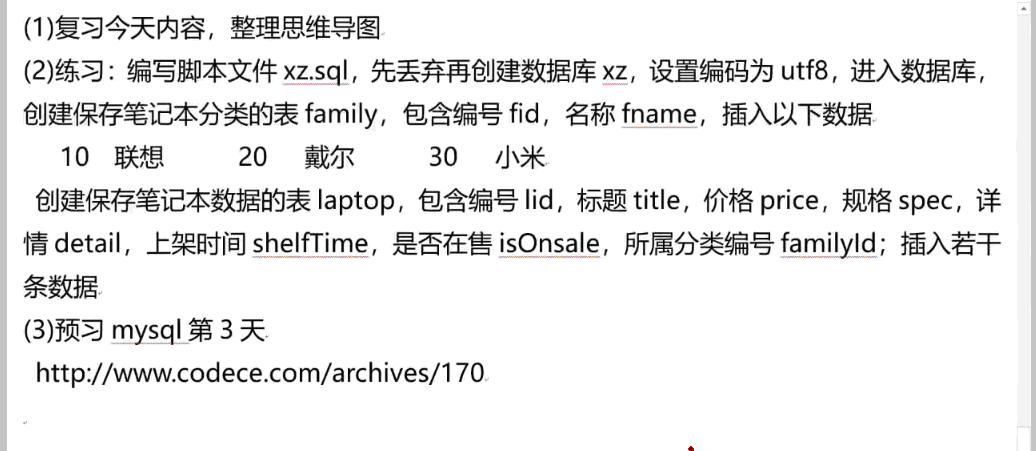 (1)复习今天内容，整理思维导图
(2)练习：编写脚本文件 xz.sql，先丢弃再创建数据库 xz，设置编码为 utf8，进入数据库，
创建保存笔记本分类的表 family，包含编号 fid，名称 fname，插入以下数据
10 联想 20 戴尔 30 小米
创建保存笔记本数据的表 laptop，包含编号 lid，标题 title，价格 price，规格 spec，详
情 detail，上架时间 shelfTime，是否在售 isOnsale，所属分类编号 familyId；插入若干
条数据
(3)预习 mysql 第 3 天
http://www.codece.com/archives/170